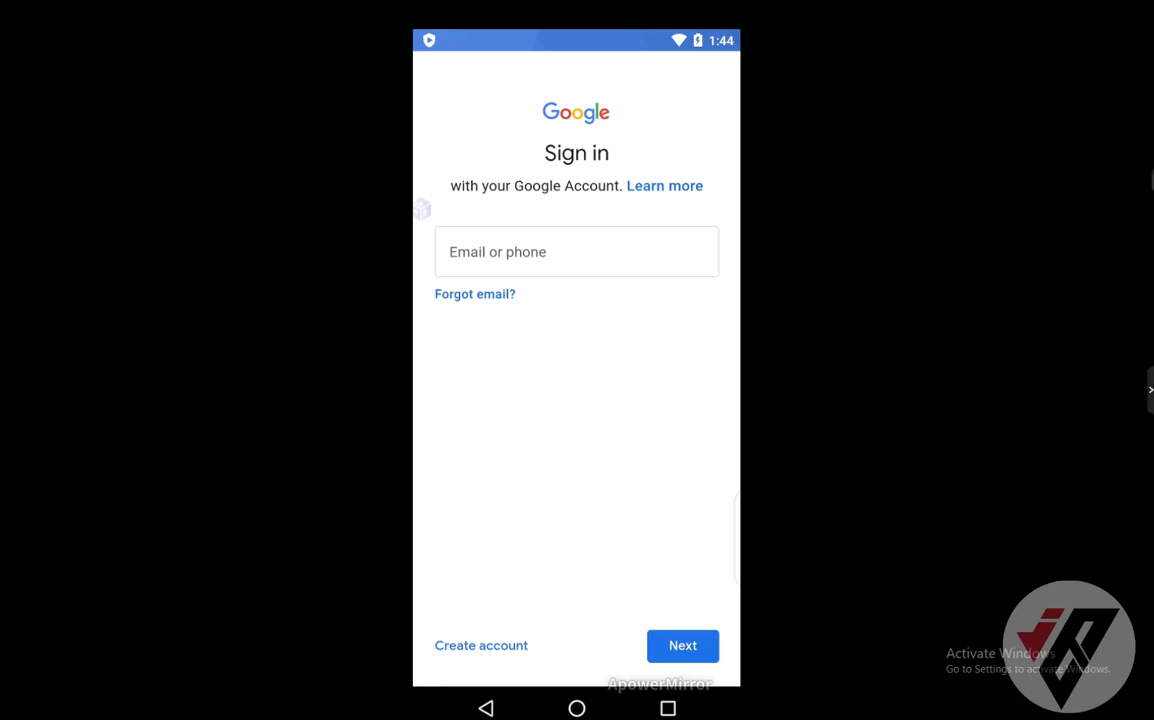 1:44
Google
Sign in
with your Google Account. Learn more
Email or phone
Forgot email?
Create account
Next
ApowerMirror
Activate Windows
Go to Settings to activate Windows.